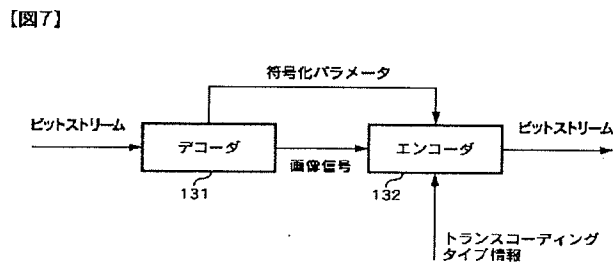 【図7】
符号化パラメータ
ビットストリーム
デコーダ
画像信号
エンコーダ
ビットストリーム
131
132
トランスコーディング
タイプ情報